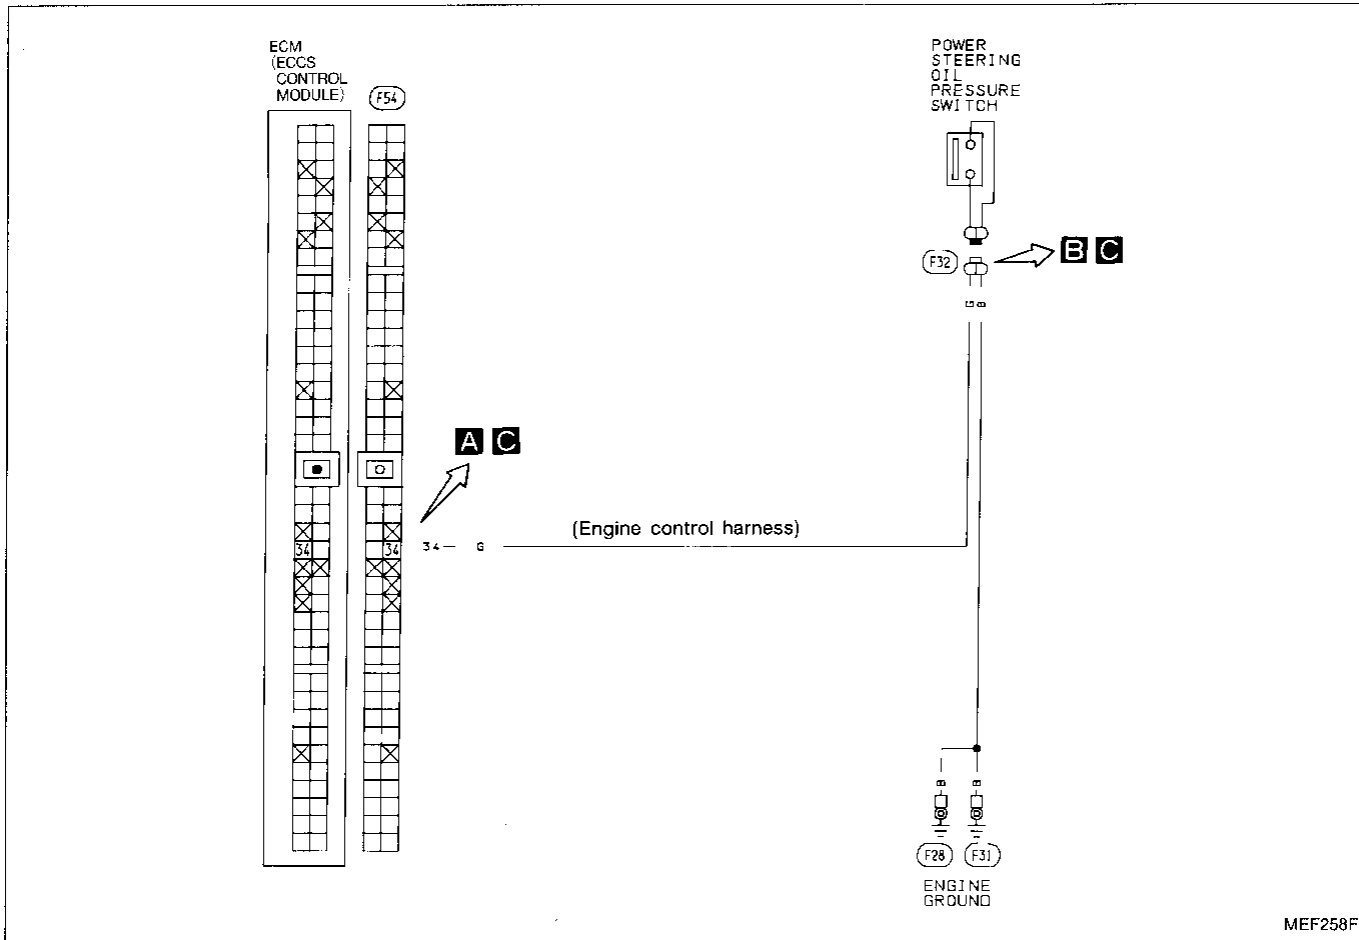 ECM
(ECCS
CONTROL
MODULE)
F54
POWER
STEERING
OIL
PRESSURE
SWITCH
F32
B C
G B
A C
34
34
34 G
(Engine control harness)
B B
F28 F31
ENGINE
GROUND
MEF258F